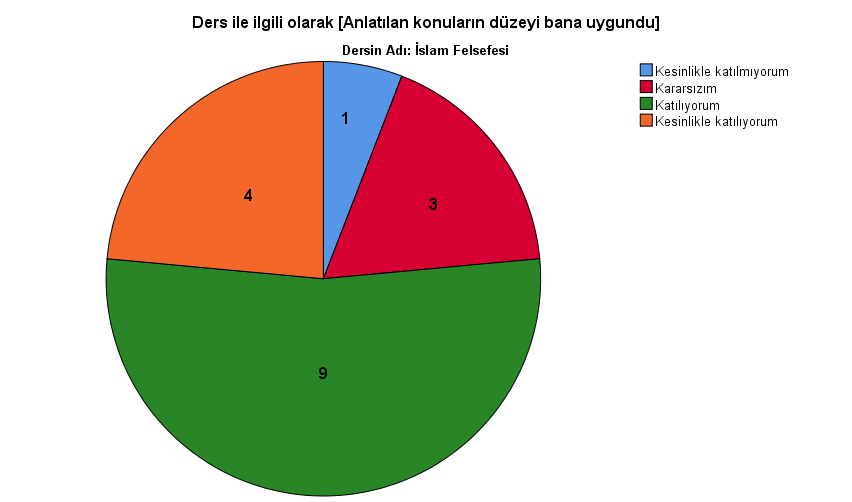 Ders ile ilgili olarak [Anlatılan konuların düzeyi bana uygundu]
Dersin Adı: İslam Felsefesi
Kesinlikle katılmıyorum
Kararsızım
Katılıyorum
Kesinlikle katılıyorum
1
3
4
9